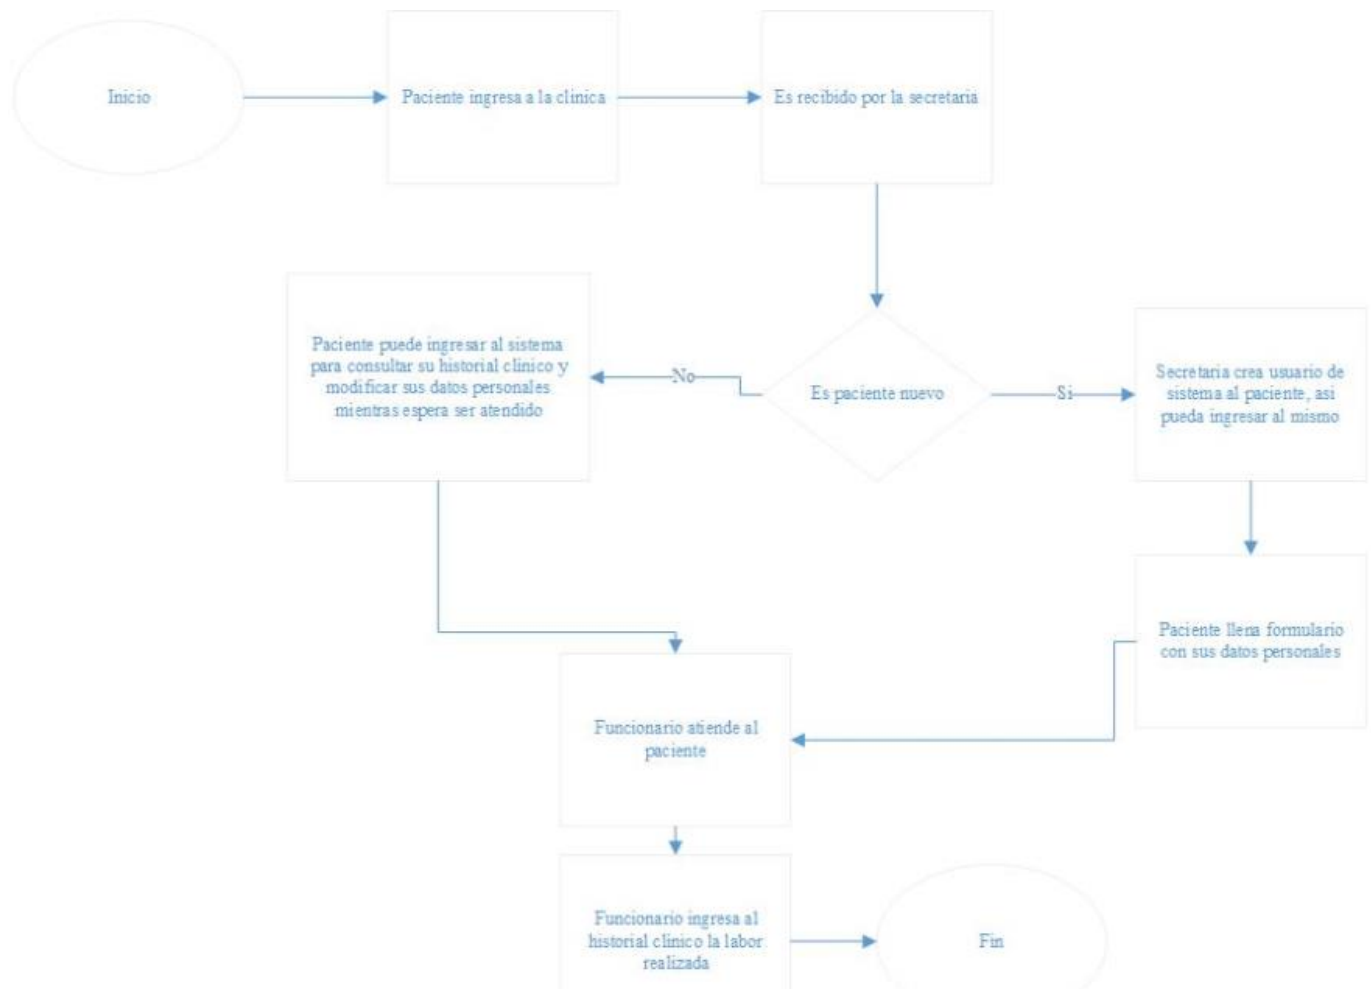 Inicio
Paciente ingresa a la clinica
Es recibido por la secretaria
Paciente puede ingresar al sistema
para consultar su historial clinico y
modificar sus datos personales
mientras espera ser atendido
No
Es paciente nuevo
Si
Secretaria crea usuario de
sistema al paciente, asi
pueda ingresar al mismo
Paciente llena formulario
con sus datos personales
Funcionario atiende al
paciente
Funcionario ingresa al
historial clinico la labor
realizada
Fin